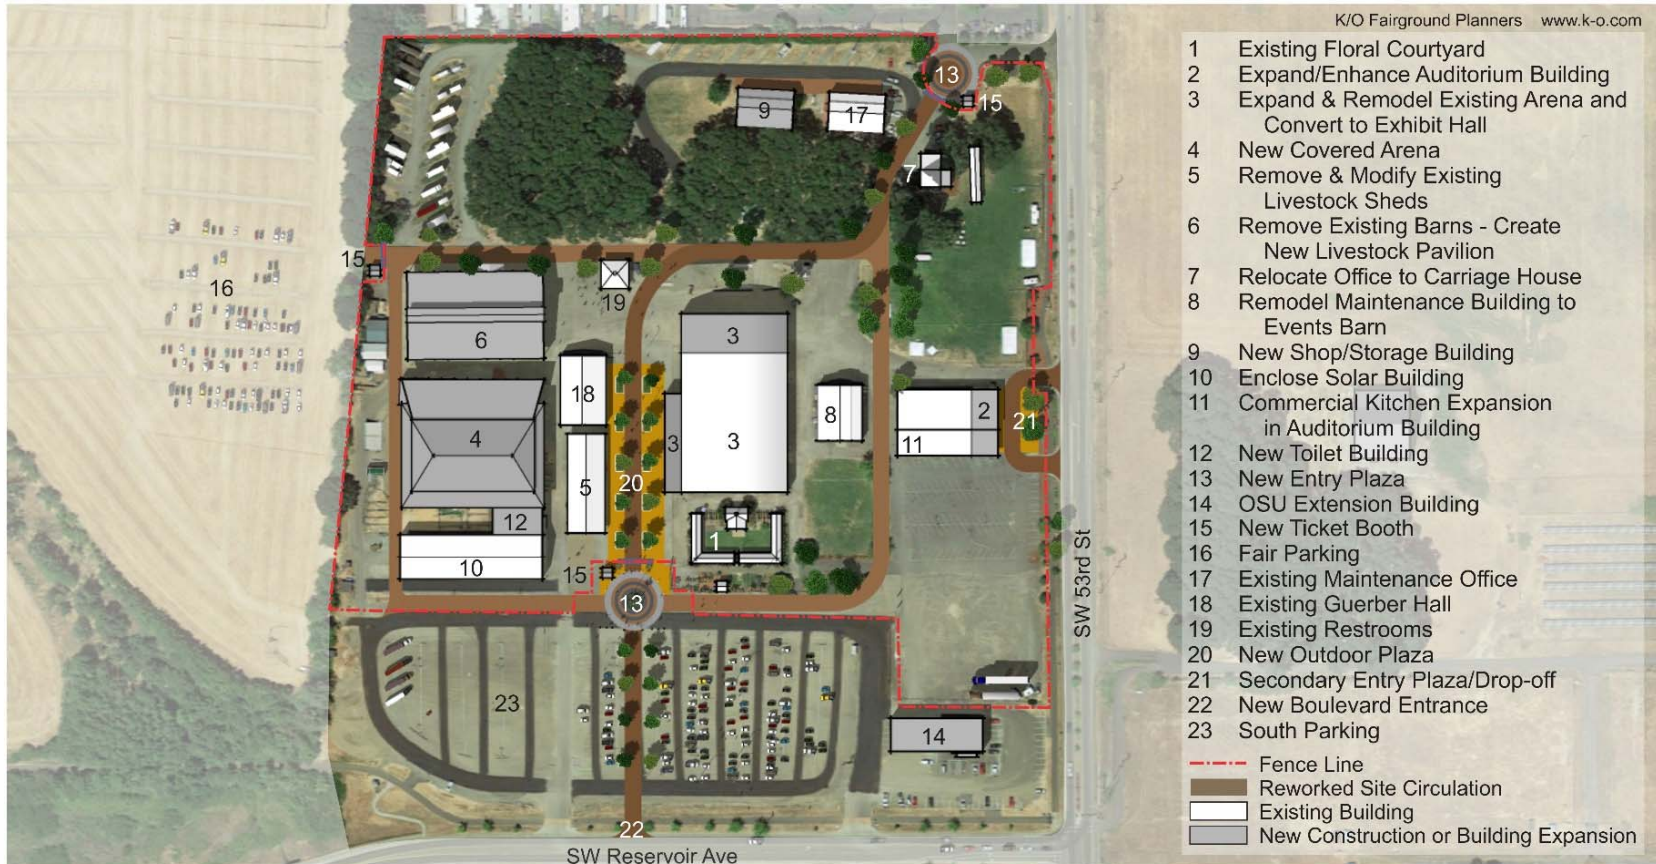 K/O Fairground Planners www.k-o.com
1 Existing Floral Courtyard
2 Expand/Enhance Auditorium Building
3 Expand & Remodel Existing Arena and
Convert to Exhibit Hall
4 New Covered Arena
5 Remove & Modify Existing
Livestock Sheds
6 Remove Existing Barns - Create
New Livestock Pavilion
7 Relocate Office to Carriage House
8 Remodel Maintenance Building to
Events Barn
9 New Shop/Storage Building
10 Enclose Solar Building
11 Commercial Kitchen Expansion
in Auditorium Building
12 New Toilet Building
13 New Entry Plaza
14 OSU Extension Building
15 New Ticket Booth
16 Fair Parking
17 Existing Maintenance Office
18 Existing Guerber Hall
19 Existing Restrooms
20 New Outdoor Plaza
21 Secondary Entry Plaza/Drop-off
22 New Boulevard Entrance
23 South Parking
Fence Line
Reworked Site Circulation
Existing Building
New Construction or Building Expansion
13
15
9
17
7
15
16
19
6
3
18
8
2
21
4
3
3
11
5
20
12
1
10
15
13
SW 53rd St
23
14
22
SW Reservoir Ave